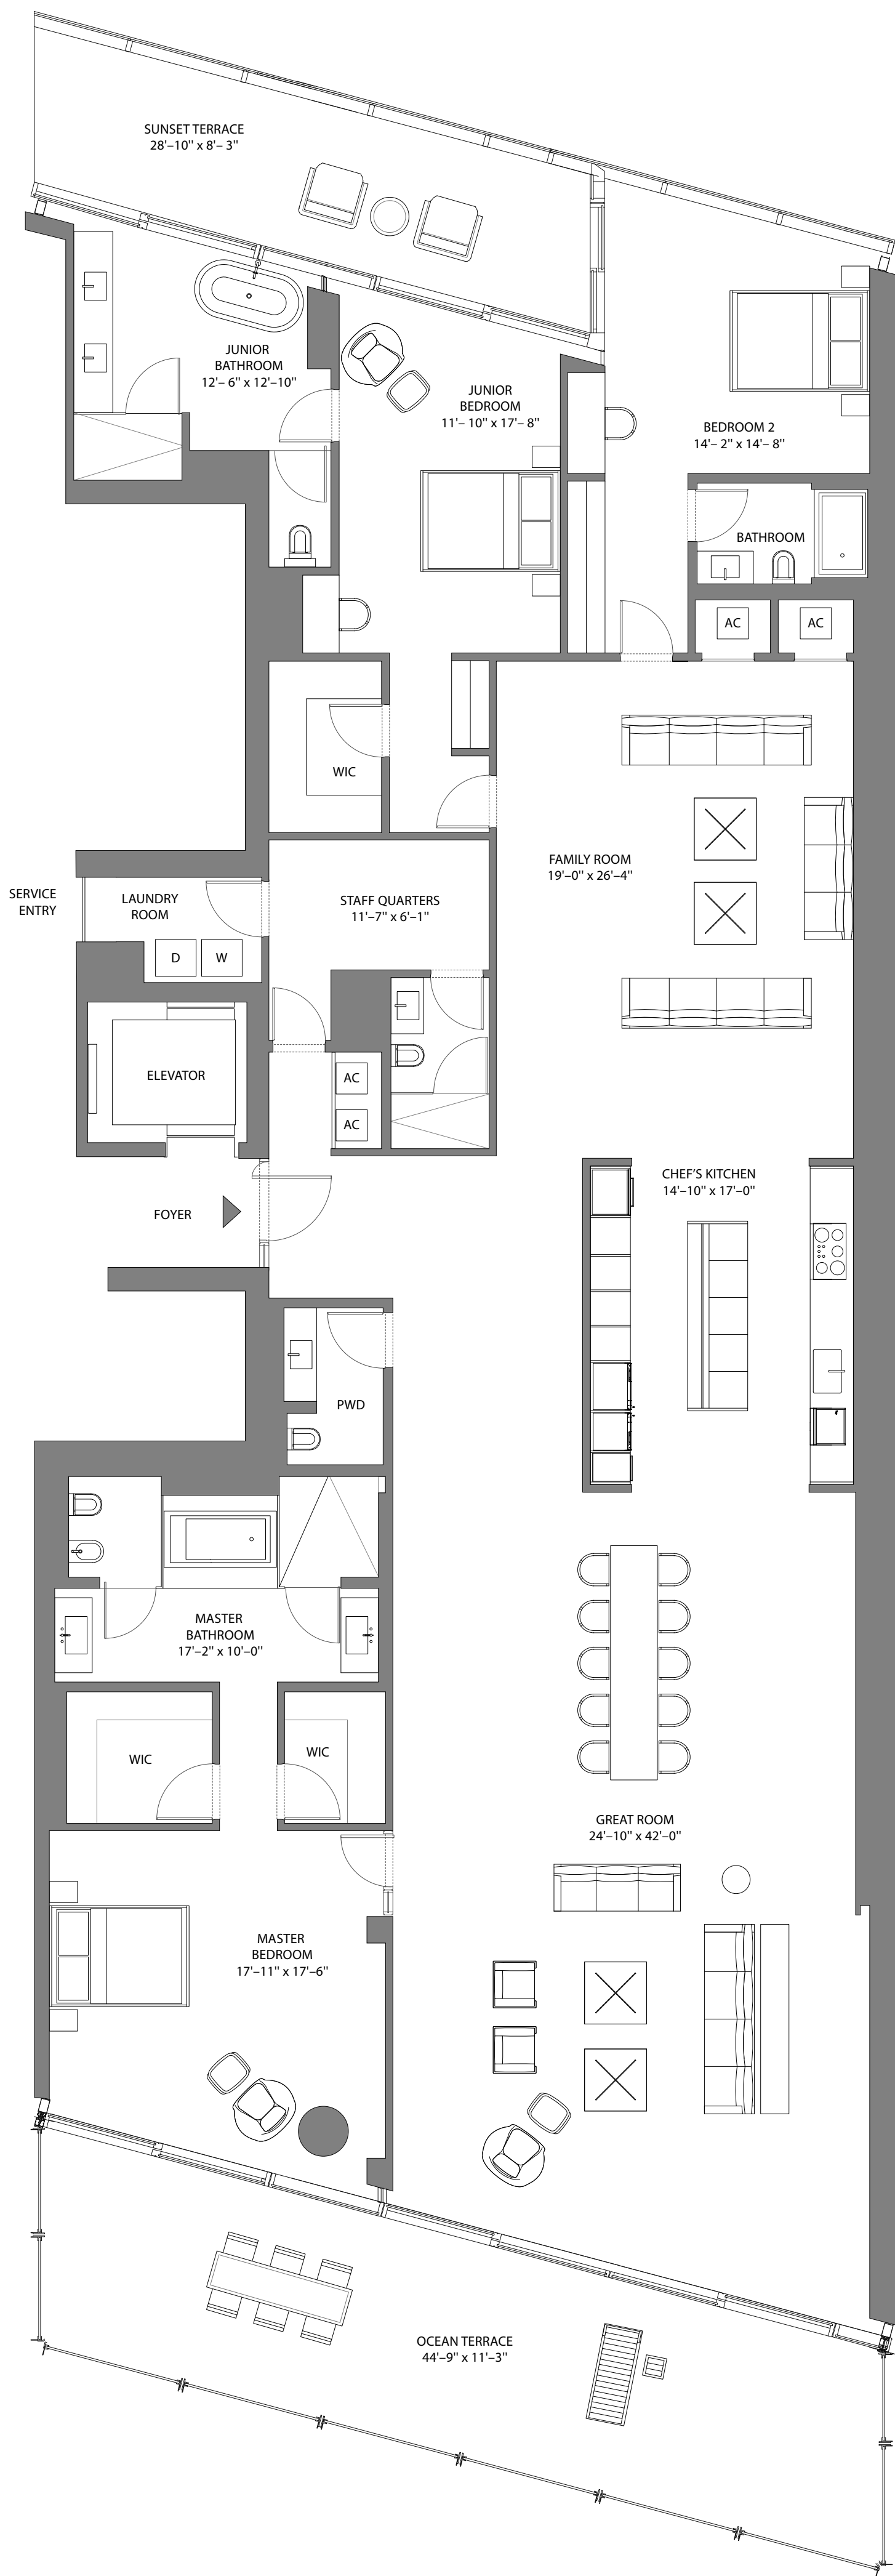 SUNSET TERRACE
28'–10" x 8'– 3"
JUNIOR
BATHROOM
12'– 6" x 12'–10"
JUNIOR
BEDROOM
11'– 10" x 17'– 8"
BEDROOM 2
14'– 2" x 14'– 8"
BATHROOM
AC
AC
WIC
FAMILY ROOM
19'–0" x 26'–4"
SERVICE
ENTRY
LAUNDRY
ROOM
D
W
STAFF QUARTERS
11'–7" x 6'–1"
ELEVATOR
AC
AC
FOYER
CHEF'S KITCHEN
14'–10" x 17'–0"
PWD
MASTER
BATHROOM
17'–2" x 10'–0"
WIC
WIC
GREAT ROOM
24'–10" x 42'–0"
MASTER
BEDROOM
17'–11" x 17'–6"
OCEAN TERRACE
44'–9" x 11'–3"